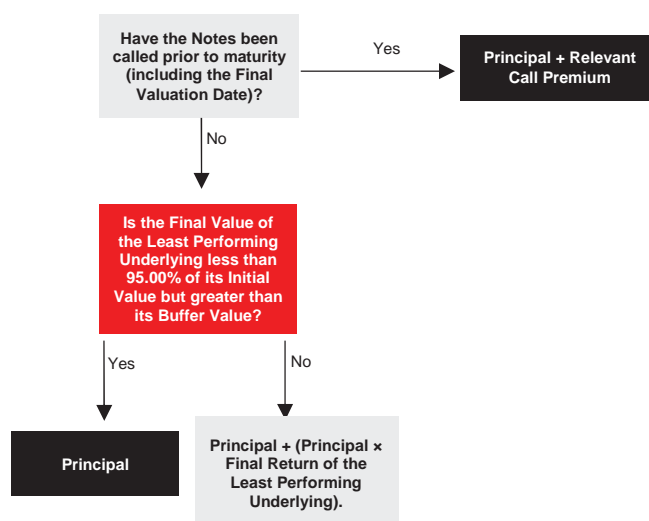 Have the Notes been
called prior to maturity
(including the Final
Valuation Date)?
Yes
Principal + Relevant
Call Premium
No
Is the Final Value of
the Least Performing
Underlying less than
95.00% of its Initial
Value but greater than
its Buffer Value?
Yes
No
Principal
Principal + (Principal ×
Final Return of the
Least Performing
Underlying).